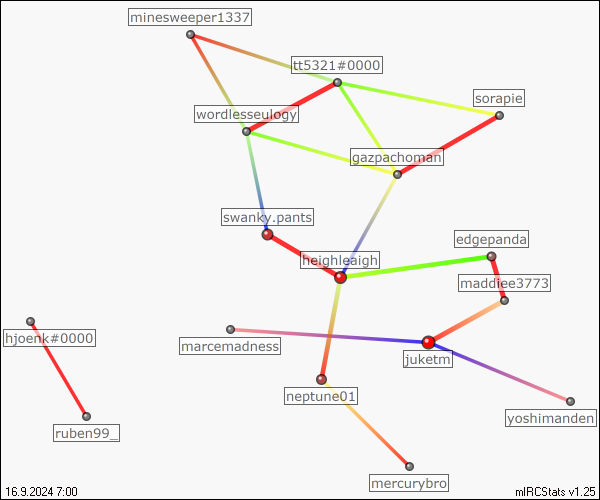 minesweeper1337
tt5321#0000
sorapie
wordlesseulogy
gazpachoman
swanky.pants
edgepanda
heighleaigh
maddiee3773
hjoenk#0000
marcemadness
juketm
neptune01
yoshimanden
ruben99_
mercurybro
16.9.2024 7:00
mIRCStats v1.25